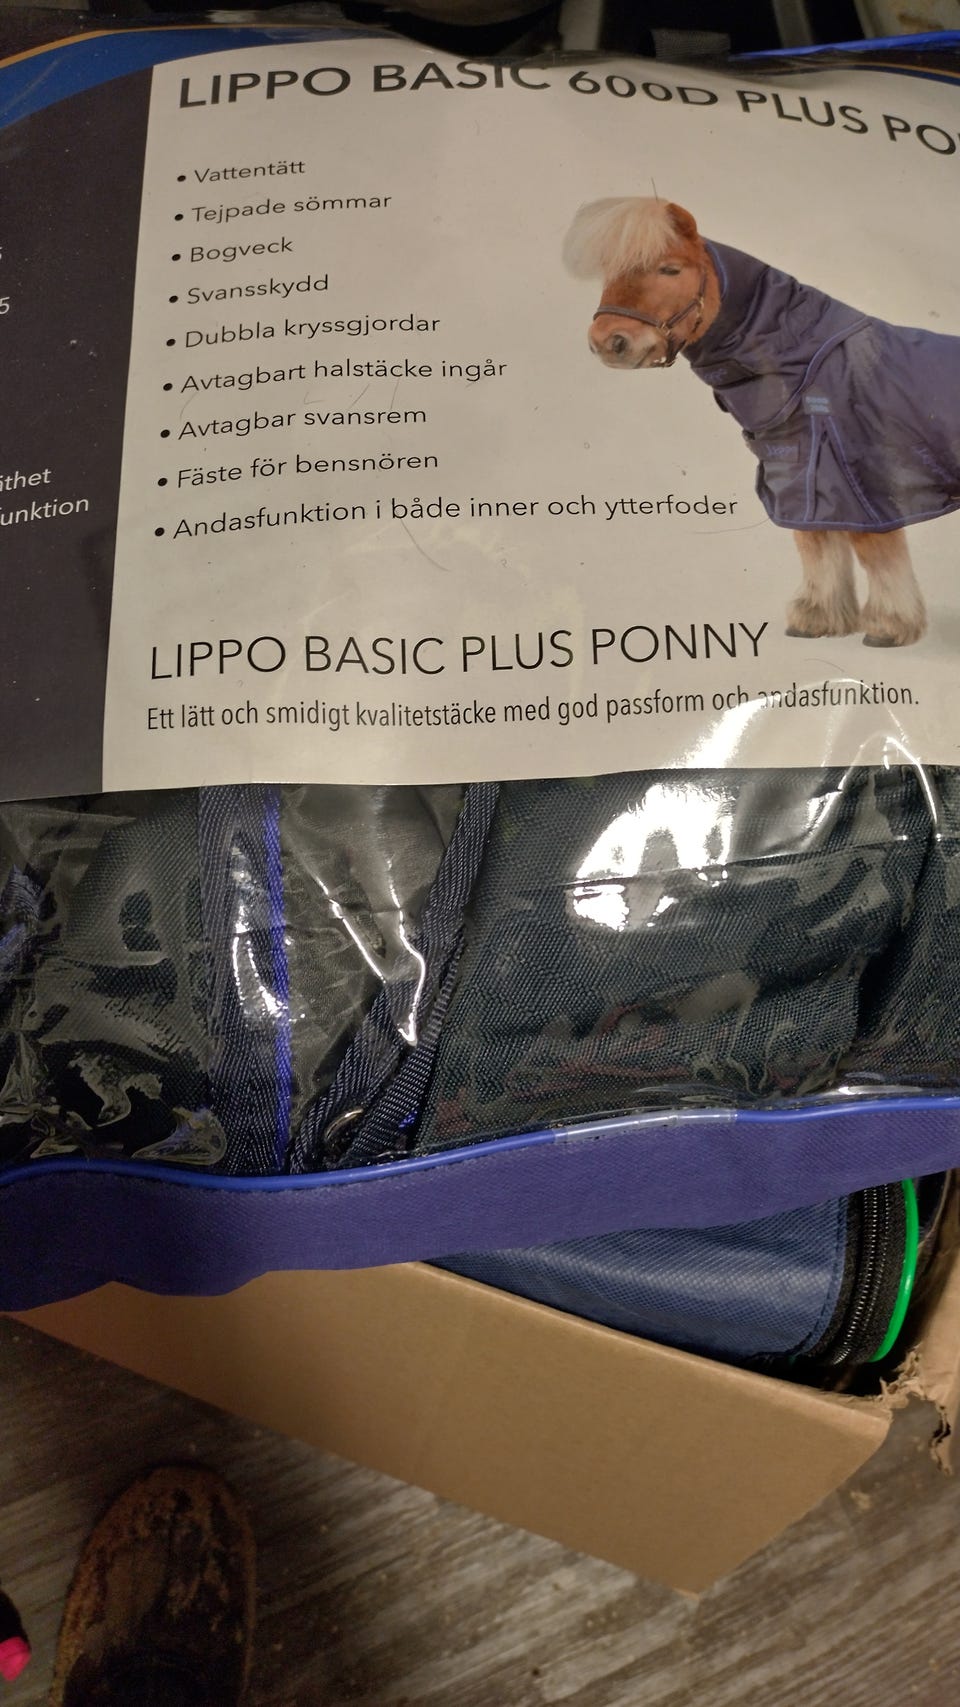 LIPPO BASIC 600D PLUS
• Vattentätt
• Tejpade sömmar
• Bogveck
• Svansskydd
• Dubbla kryssgjordar
• Avtagbart halstäcke ingår
• Avtagbar svansrem
• Fäste för bensnören
• Andasfunktion i både inner och ytterfoder
LIPPO BASIC PLUS PONNY
Ett lätt och smidigt kvalitetstäcke med god passform och andasfunktion.